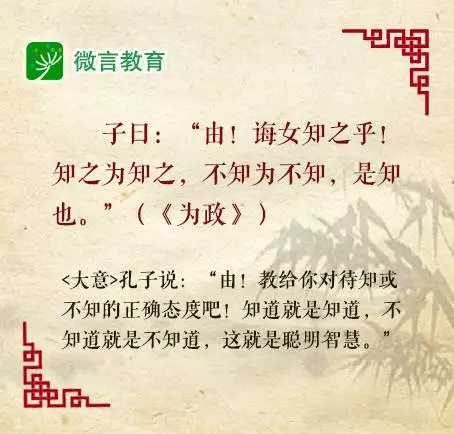 微言教育
子曰：“由！诲女知之乎！
知之为知之，不知为不知，是知
也。”（《为政》）
<大意>孔子说：“由！教给你对待知或
不知的正确态度吧！知道就是知道，不
知道就是不知道，这就是聪明智慧。”